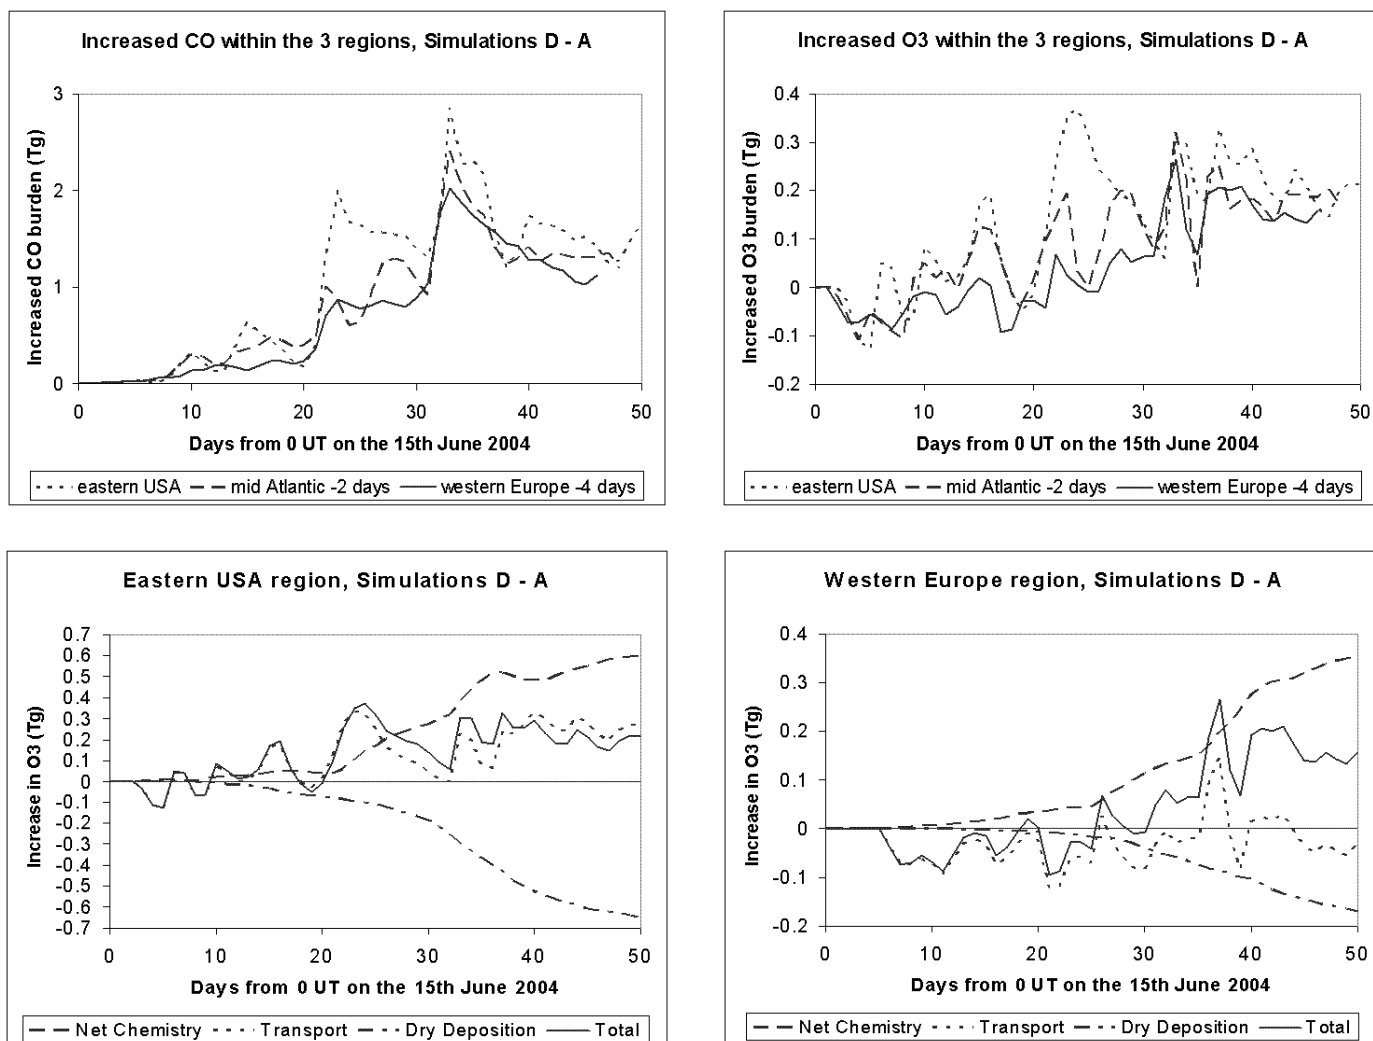 Increased CO within the 3 regions, Simulations D - A
Increased CO burden (Tg)
3
2
1
0
0 10 20 30 40 50
Days from 0 UT on the 15th June 2004
eastern USA mid Atlantic -2 days western Europe -4 days
Increased O3 within the 3 regions, Simulations D - A
Increased O3 burden (Tg)
0.4
0.3
0.2
0.1
0
-0.1
-0.2
0 10 20 30 40 50
Days from 0 UT on the 15th June 2004
eastern USA mid Atlantic -2 days western Europe -4 days
Eastern USA region, Simulations D - A
Increase in O3 (Tg)
0.7
0.6
0.5
0.4
0.3
0.2
0.1
0
-0.1
-0.2
-0.3
-0.4
-0.5
-0.6
-0.7
0 10 20 30 40 50
Days from 0 UT on the 15th June 2004
Net Chemistry Transport Dry Deposition Total
Western Europe region, Simulations D - A
Increase in O3 (Tg)
0.4
0.3
0.2
0.1
0
-0.1
-0.2
0 10 20 30 40 50
Days from 0 UT on the 15th June 2004
Net Chemistry Transport Dry Deposition Total